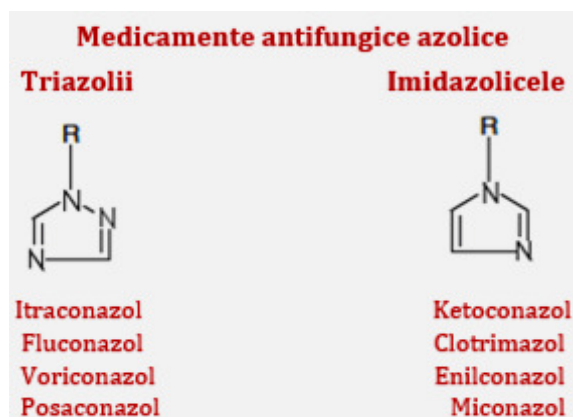 Medicamente antifungice azolice
Triazolii
Imidazolicele
R
N
N
N
R
N
N
Itraconazol
Fluconazol
Voriconazol
Posaconazol
Ketoconazol
Clotrimazol
Enilconazol
Miconazol